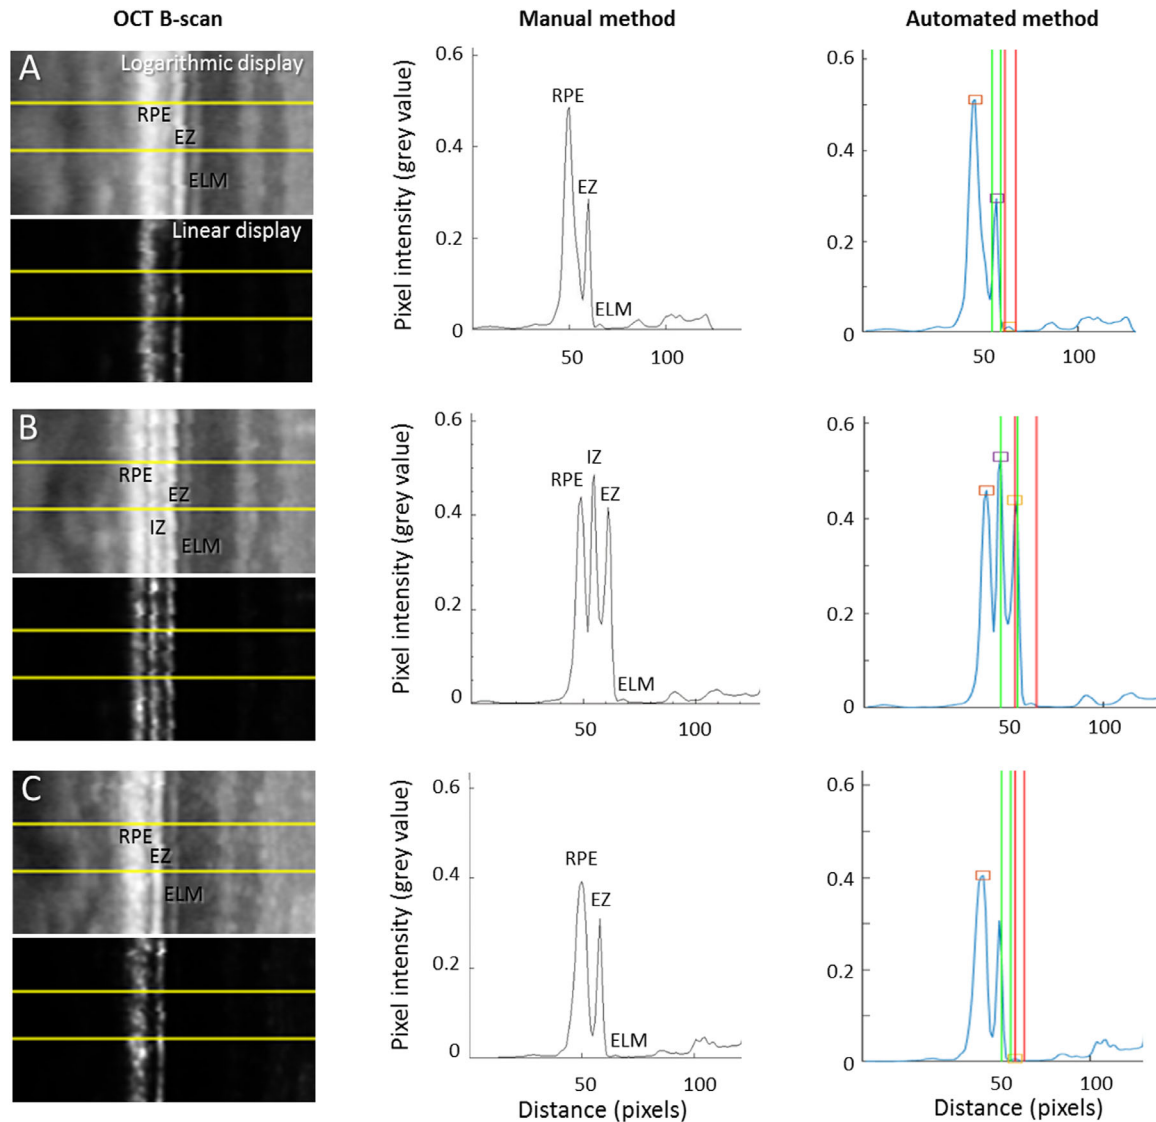 OCT B-scan
Manual method
Automated method
A
Logarithmic display
RPE
EZ
ELM
Linear display
Pixel intensity (grey value)
0.6
0.4
0.2
0
50
100
RPE
EZ
ELM
0.6
0.4
0.2
0
50
100
B
RPE
EZ
IZ
ELM
Pixel intensity (grey value)
0.6
0.4
0.2
0
50
100
RPE
IZ
EZ
ELM
0.6
0.4
0.2
0
50
100
C
RPE
EZ
ELM
Pixel intensity (grey value)
0.6
0.4
0.2
0
50
100
RPE
EZ
ELM
Distance (pixels)
0.6
0.4
0.2
0
50
100
Distance (pixels)